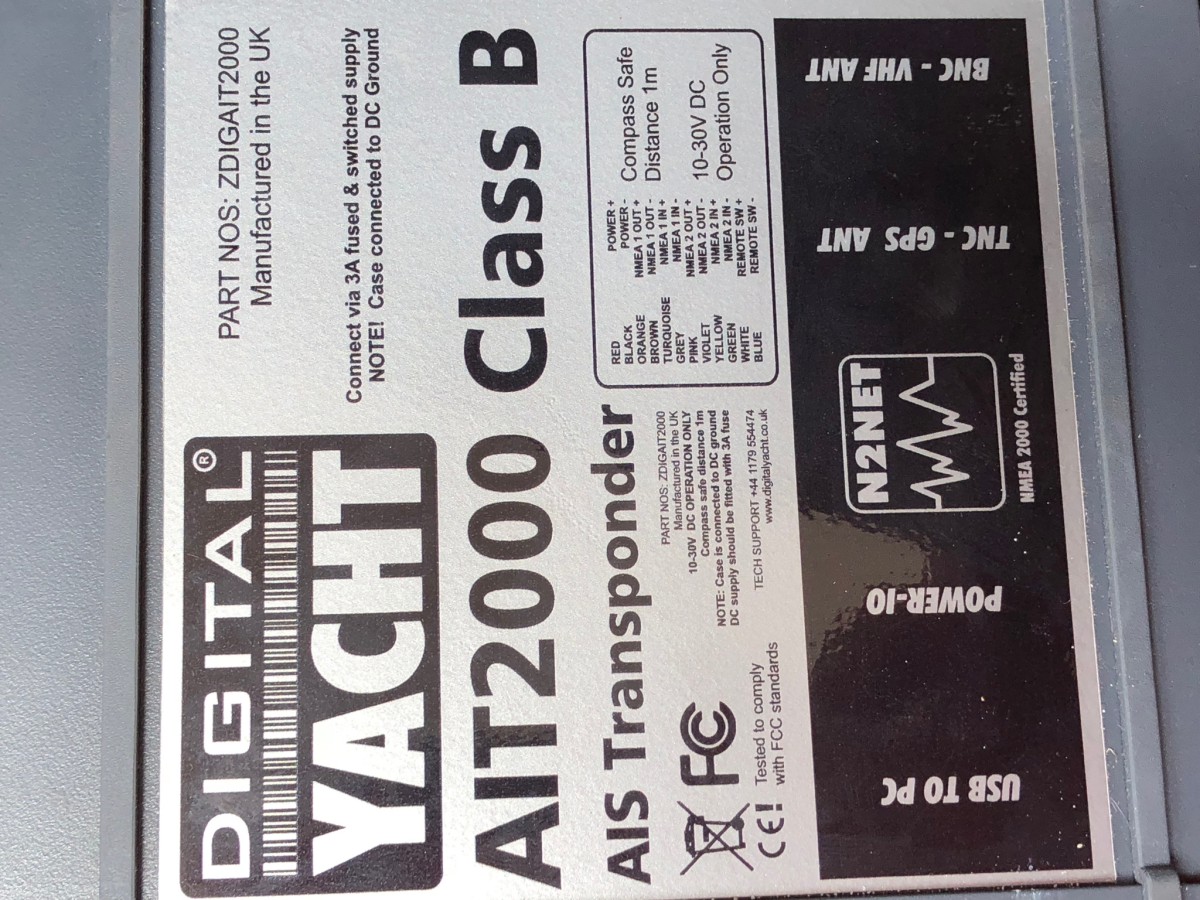 DIGITAL®
YACHT
PART NOS: ZDIGAIT2000
Manufactured in the UK
Connect via 3A fused & switched supply
NOTE! Case connected to DC Ground
AIT2000 Class B
AIS Transponder
FC
CE! Tested to comply
with FCC standards
PART NOS: ZDIGAIT2000
Manufactured in the UK
10-30V DC OPERATION ONLY
Compass safe distance 1m
NOTE: Case is connected to DC ground
DC supply should be fitted with 3A fuse
TECH SUPPORT +44 1179 554474
www.digitalyacht.co.uk
RED POWER +
BLACK POWER -
ORANGE NMEA 1 OUT +
BROWN NMEA 1 OUT -
TURQUOISE NMEA 1 IN +
GREY NMEA 1 IN -
PINK NMEA 2 OUT +
VIOLET NMEA 2 OUT -
YELLOW NMEA 2 IN +
GREEN NMEA 2 IN -
WHITE REMOTE SW +
BLUE REMOTE SW -
Compass Safe
Distance 1m
10-30V DC
Operation Only
USB TO PC
POWER-IO
N2NET
NMEA 2000 Certified
TNC - GPS ANT
BNC - VHF ANT